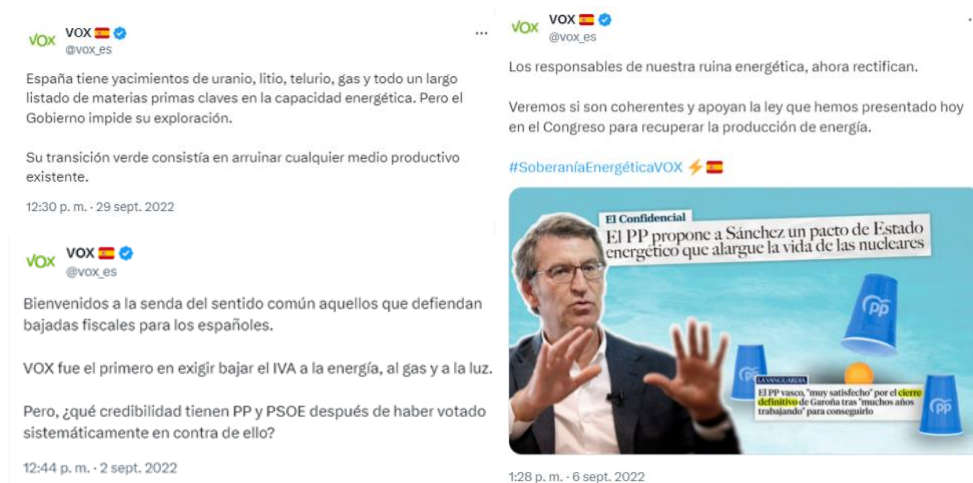 VOX
VOX
@vox_es
España tiene yacimientos de uranio, litio, telurio, gas y todo un largo
listado de materias primas claves en la capacidad energética. Pero el
Gobierno impide su exploración.
Su transición verde consistía en arruinar cualquier medio productivo
existente.
12:30 p. m. · 29 sept. 2022
VOX
VOX
@vox_es
Bienvenidos a la senda del sentido común aquellos que defiendan
bajadas fiscales para los españoles.
VOX fue el primero en exigir bajar el IVA a la energía, al gas y a la luz.
Pero, ¿qué credibilidad tienen PP y PSOE después de haber votado
sistemáticamente en contra de ello?
12:44 p. m. · 2 sept. 2022
VOX
VOX
@vox_es
Los responsables de nuestra ruina energética, ahora rectifican.
Veremos si son coherentes y apoyan la ley que hemos presentado hoy
en el Congreso para recuperar la producción de energía.
#SoberaníaEnergéticaVOX
El Confidencial
El PP propone a Sánchez un pacto de Estado
energético que alargue la vida de las nucleares
PP
PP
LA VANGUARDIA
El PP vasco, "muy satisfecho" por el cierre
definitivo de Garoña tras "muchos años
trabajando" para conseguirlo
PP
1:28 p. m. · 6 sept. 2022